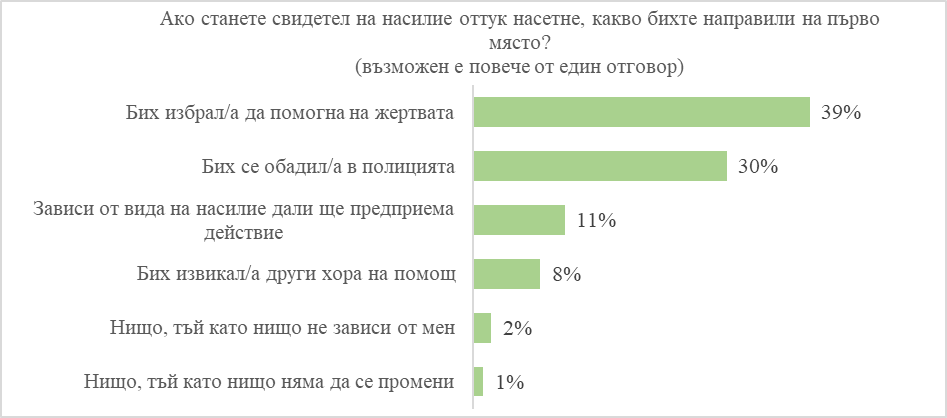 Ако станете свидетел на насилие оттук насетне, какво бихте направили на първо
място?
(възможен е повече от един отговор)
Бих избрал/а да помогна на жертвата
39%
Бих се обадил/а в полицията
30%
Зависи от вида на насилие дали ще предприема
действие
11%
Бих извикал/а други хора на помощ
8%
Нищо, тъй като нищо не зависи от мен
2%
Нищо, тъй като нищо няма да се промени
1%